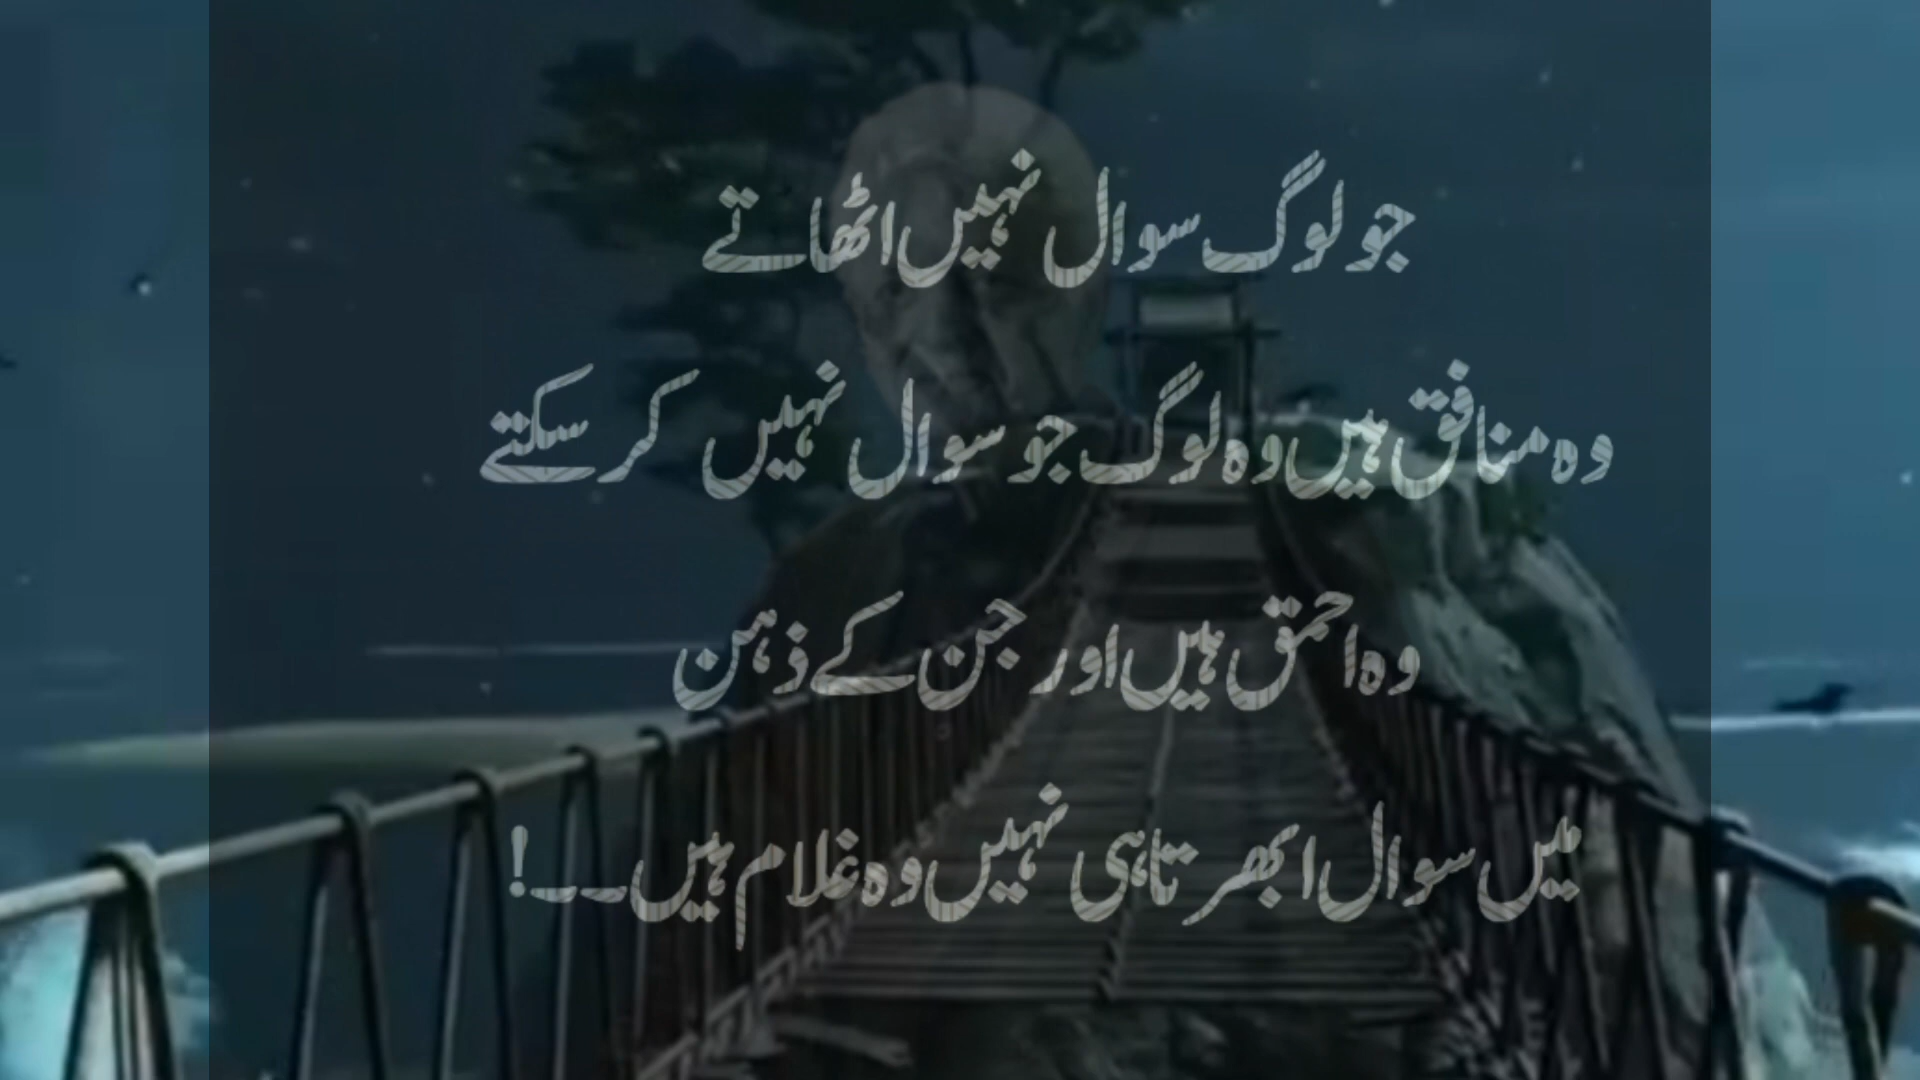 جو لوگ سوال نہیں اٹھاتے
وہ منافق ہیں وہ لوگ جو سوال نہیں کر سکتے
وہ احمق ہیں اور جن کے ذہن
میں سوال ابھرتا ہی نہیں وہ غلام ہیں۔۔۔!